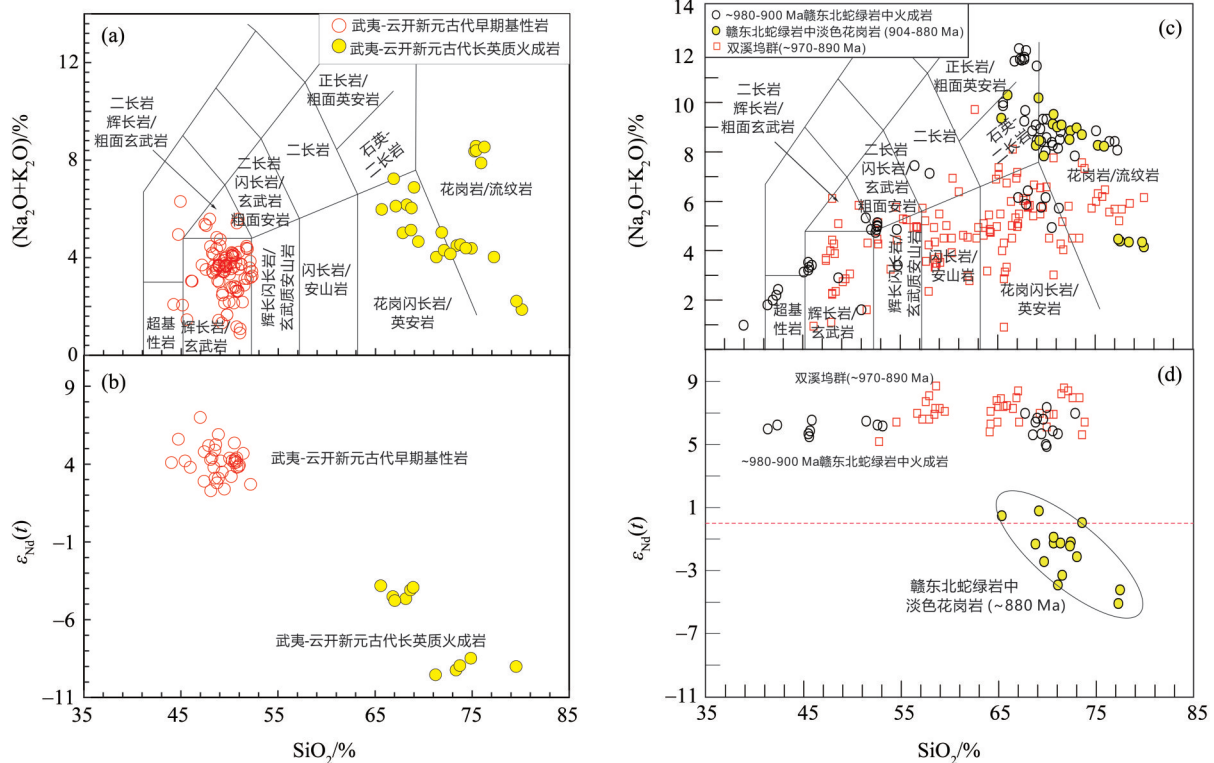 (a)
武夷-云开新元古代早期基性岩
武夷-云开新元古代长英质火成岩
(Na2O+K2O)/%
12
8
4
0
二长岩
辉长岩/
粗面玄武岩
二长
闪长岩/
玄武质
粗面安岩
二长岩
正长岩/
粗面英安岩
石英-
二长岩
花岗岩/流纹岩
超基
性岩
辉长岩/
玄武岩
辉长闪长岩/
玄武质安山岩
闪长岩/
安山岩
花岗闪长岩/
英安岩
(b)
εNd(t)
9
4
−1
−6
−11
武夷-云开新元古代早期基性岩
武夷-云开新元古代长英质火成岩
35
45
55
65
75
85
SiO2/%
(c)
~980-900 Ma赣东北蛇绿岩中火成岩
赣东北蛇绿岩中淡色花岗岩 (904-880 Ma)
双溪坞群(~970-890 Ma)
(Na2O+K2O)/%
14
12
10
8
6
4
2
二长岩
辉长岩/
粗面玄武岩
二长
闪长岩/
玄武质
粗面安岩
二长岩
正长岩/
粗面英安岩
石英-
二长岩
花岗岩/流纹岩
超基
性岩
辉长岩/
玄武岩
辉长闪长岩/
玄武质安山岩
闪长岩/
安山岩
花岗闪长岩/
英安岩
(d)
εNd(t)
9
5
1
−3
−7
−11
双溪坞群(~970-890 Ma)
~980-900 Ma赣东北蛇绿岩中火成岩
赣东北蛇绿岩中
淡色花岗岩 (~880 Ma)
35
45
55
65
75
85
SiO2/%